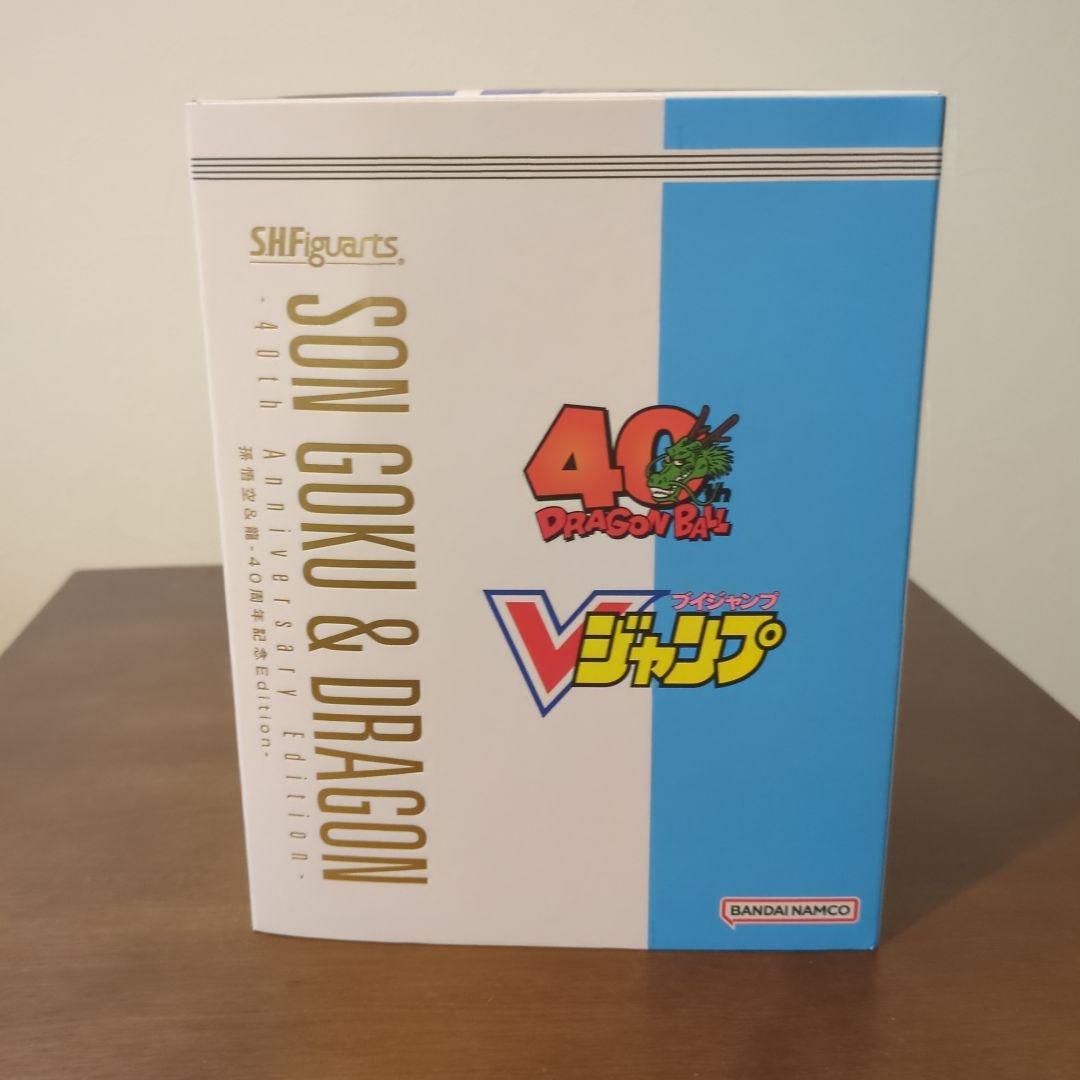 S.H.Figuarts®
SON GOKU & DRAGON
-40th Anniversary Edition-
孫悟空&龍-40周年記念Edition-
40th
DRAGON BALL
ブイジャンプ
Vジャンプ
BANDAI NAMCO